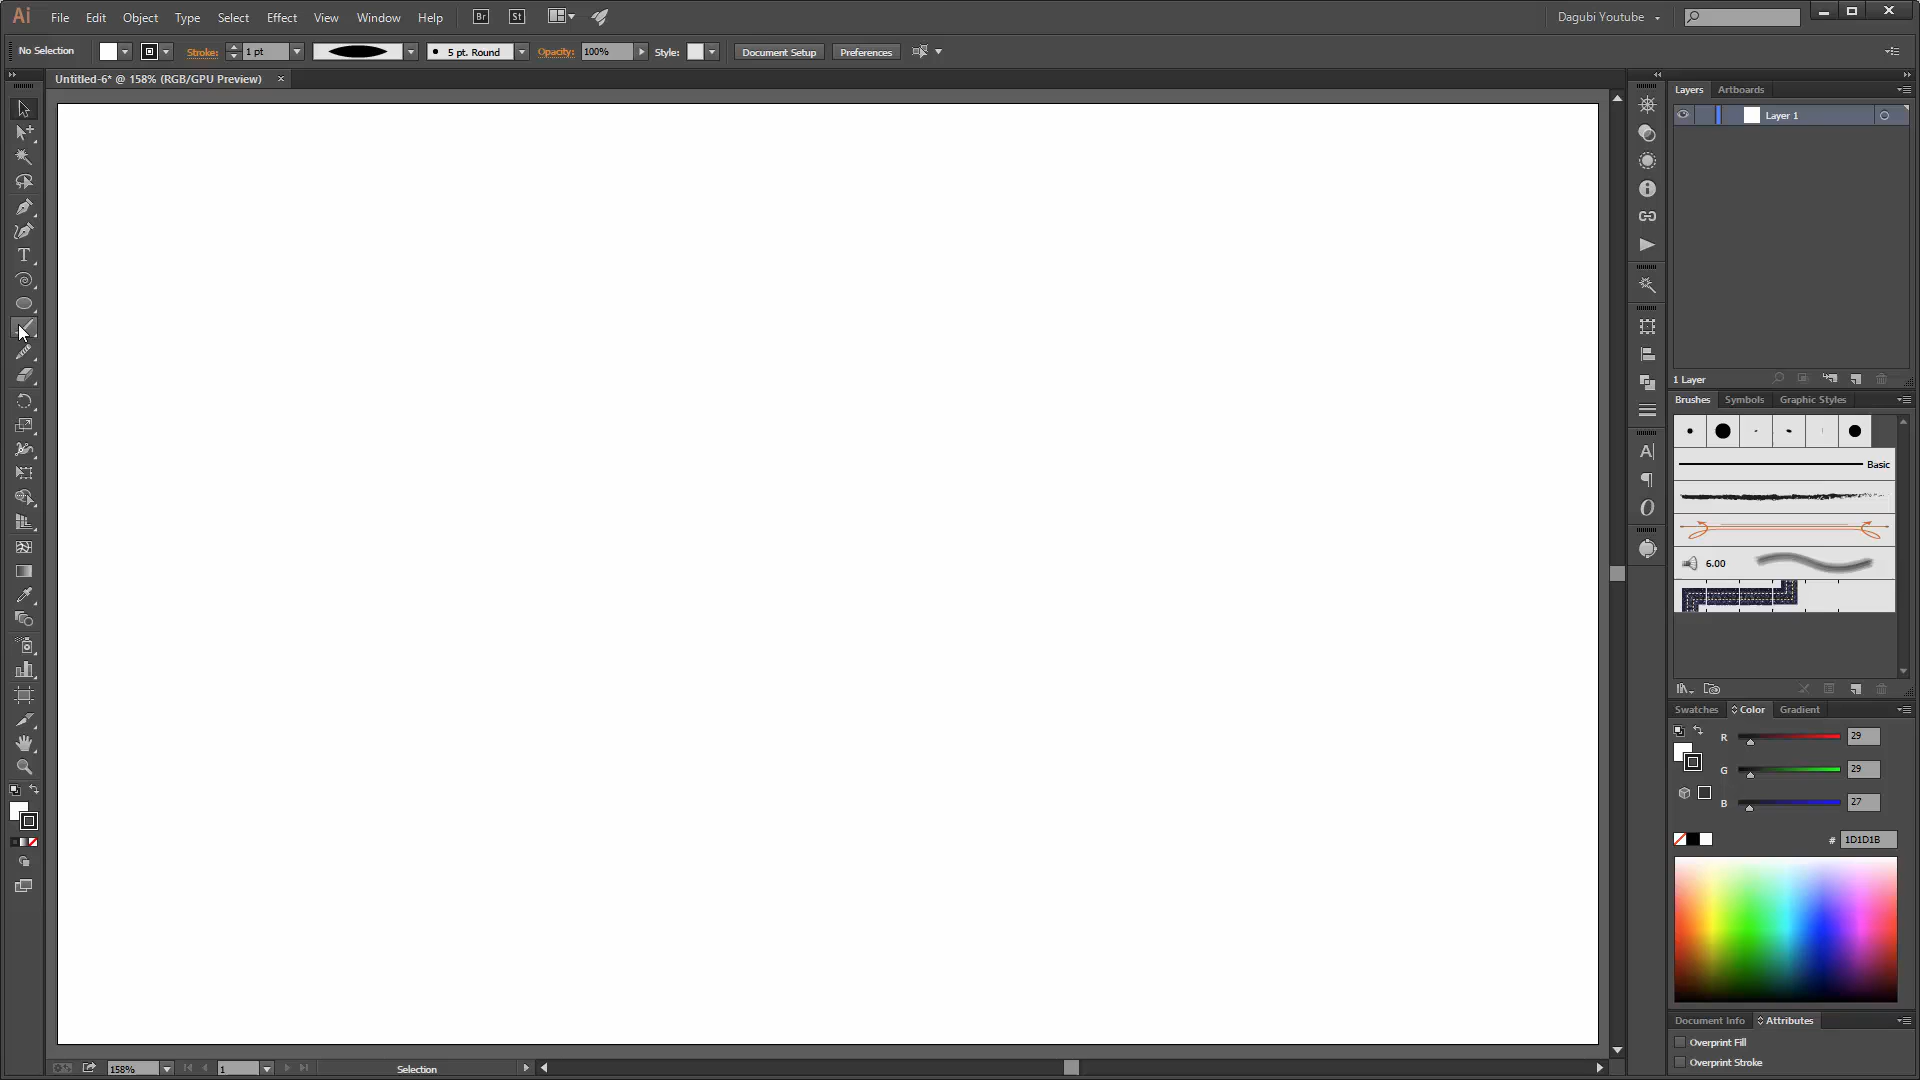 Ai File Edit Object Type Select Effect View Window Help Br St Dagubi Youtube
No Selection Stroke: 1 pt 5 pt. Round Opacity: 100% Style: Document Setup Preferences
Untitled-6* @ 158% (RGB/GPU Preview)
Layers Artboards
Layer 1
1 Layer
Brushes Symbols Graphic Styles
Basic
6.00
Swatches Color Gradient
R 29
G 29
B 27
# 1D1D1B
Document Info Attributes
Overprint Fill
Overprint Stroke
158% 1 Selection